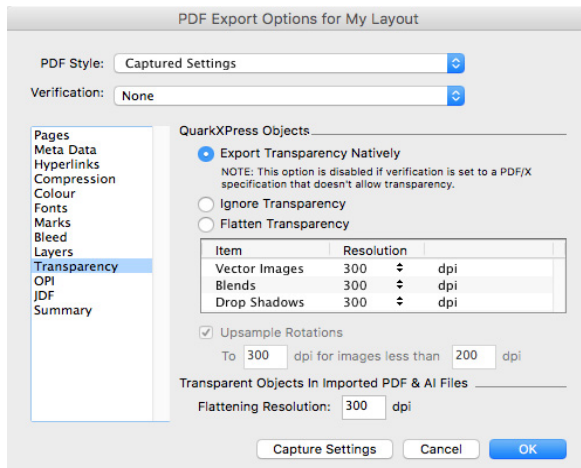 PDF Export Options for My Layout
PDF Style: Captured Settings
Verification: None
Pages
Meta Data
Hyperlinks
Compression
Colour
Fonts
Marks
Bleed
Layers
Transparency
OPI
JDF
Summary
QuarkXPress Objects
Export Transparency Natively
NOTE: This option is disabled if verification is set to a PDF/X
specification that doesn't allow transparency.
Ignore Transparency
Flatten Transparency
Item Resolution
Vector Images 300 dpi
Blends 300 dpi
Drop Shadows 300 dpi
Upsample Rotations
To 300 dpi for images less than 200 dpi
Transparent Objects In Imported PDF & AI Files
Flattening Resolution: 300 dpi
Capture Settings Cancel OK